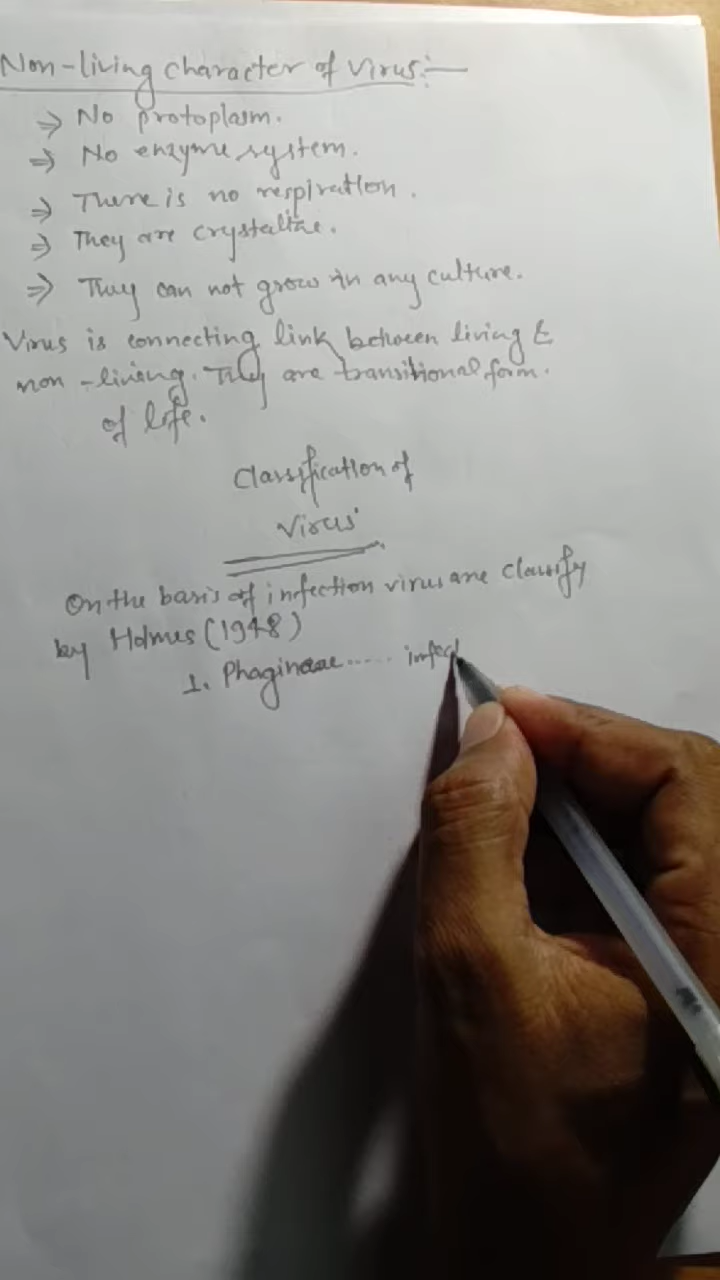 Non-living character of Virus:—
⇒ No protoplasm.
⇒ No enzyme system.
⇒ There is no respiration.
⇒ They are crystalline.
⇒ They can not grow in any culture.
Virus is connecting link between living &
non-living. They are transitional form.
of life.
Classification of
Virus
On the basis of infection virus are classify
by Holmes (1948)
1. Phagineae ..... infect